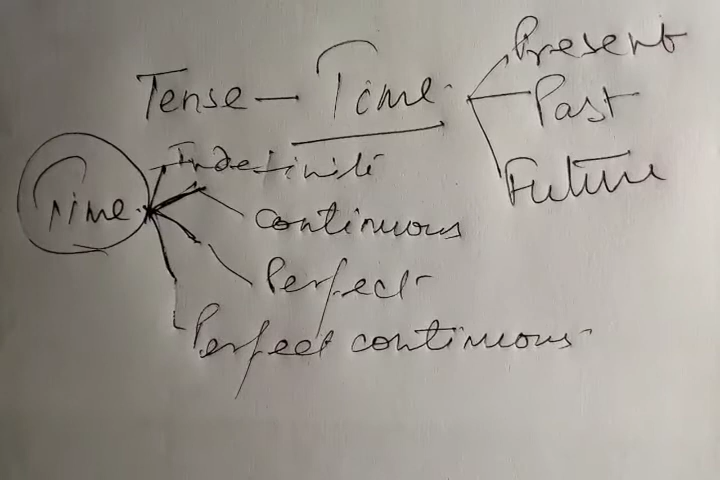 Tense — Time
Present
Past
Future
Time
Indefinite
continuous
Perfect
Perfect continuous